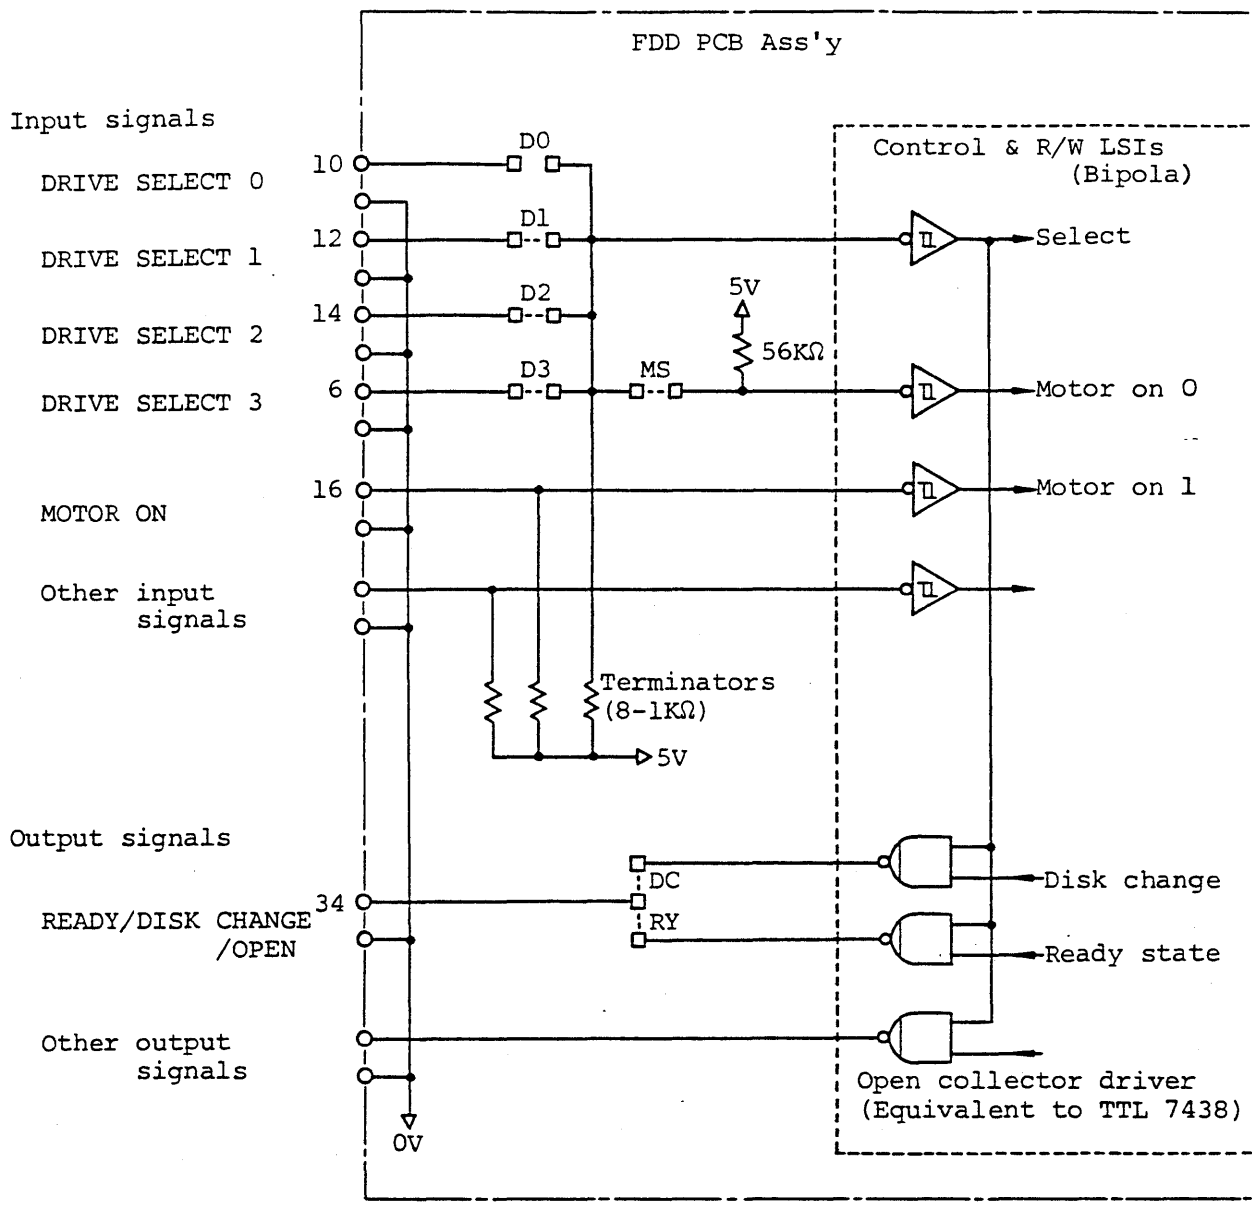 FDD PCB Ass'y
Input signals
Control & R/W LSIs
(Bipola)
D0
10
DRIVE SELECT 0
D1
12
Select
DRIVE SELECT 1
5V
D2
14
DRIVE SELECT 2
56KΩ
D3
MS
6
Motor on 0
DRIVE SELECT 3
16
Motor on 1
MOTOR ON
Other input
signals
Terminators
(8-1KΩ)
5V
Output signals
DC
Disk change
34
READY/DISK CHANGE
/OPEN
RY
Ready state
Other output
signals
Open collector driver
(Equivalent to TTL 7438)
0V